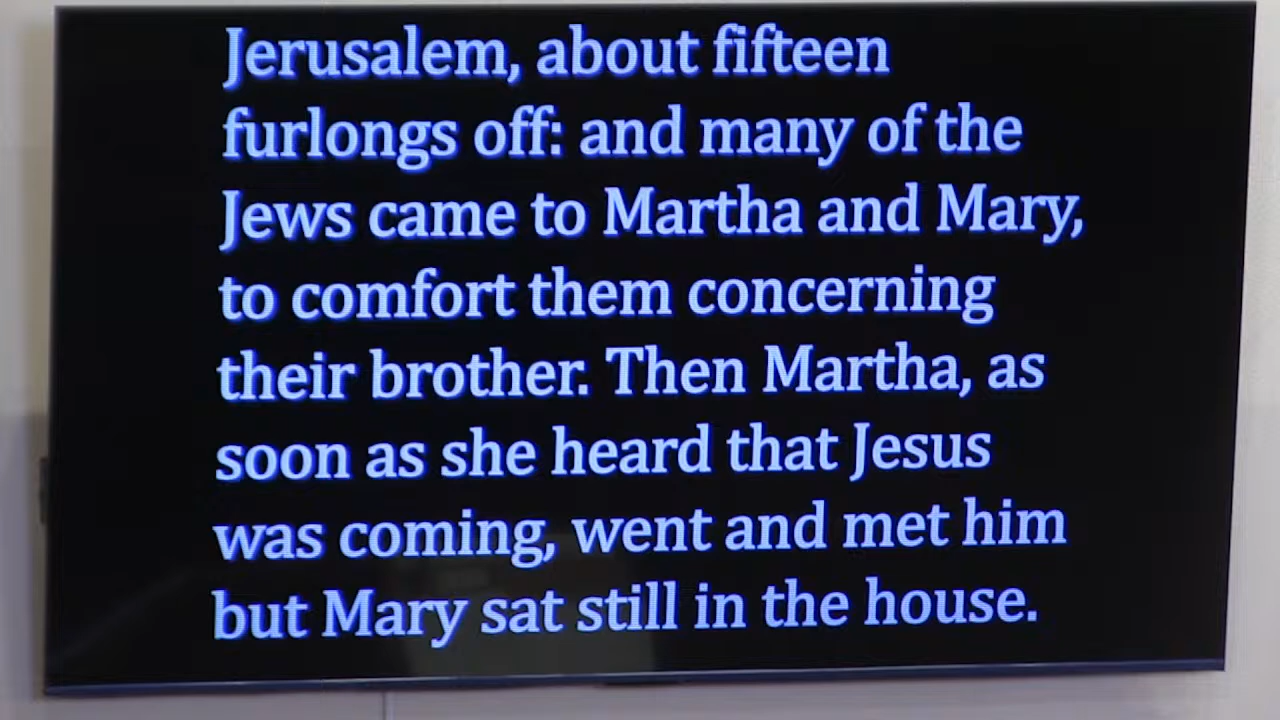 Jerusalem, about fifteen
furlongs off: and many of the
Jews came to Martha and Mary,
to comfort them concerning
their brother. Then Martha, as
soon as she heard that Jesus
was coming, went and met him
but Mary sat still in the house.